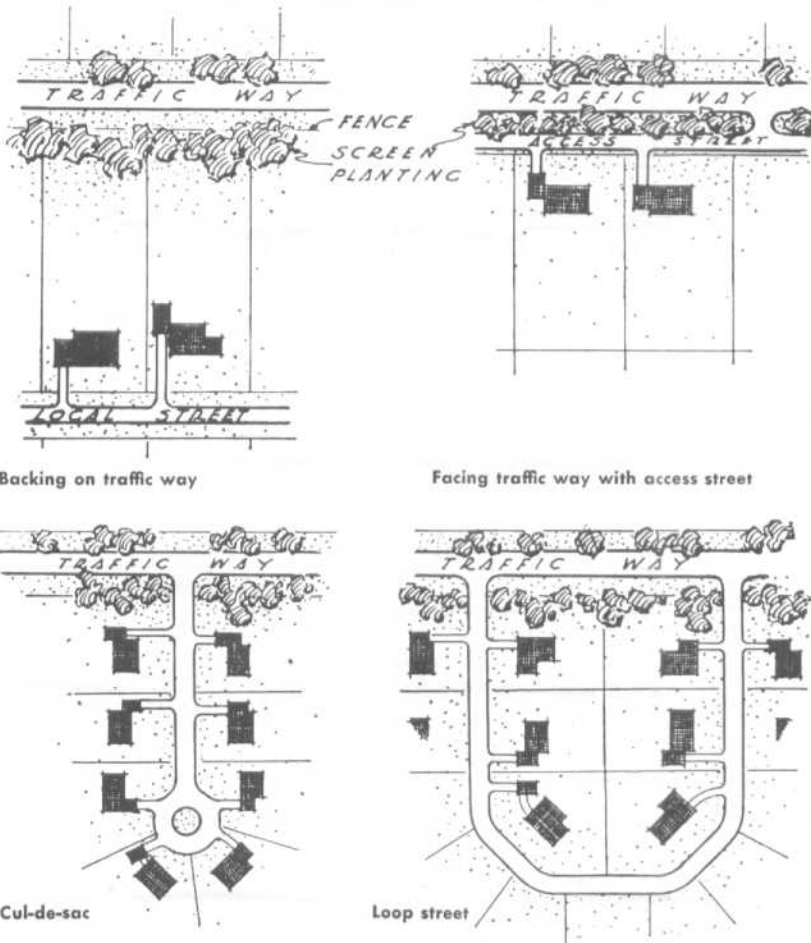 TRAFFIC WAY
FENCE
SCREEN
PLANTING
LOCAL STREET
Backing on traffic way
TRAFFIC WAY
ACCESS STREET
Facing traffic way with access street
TRAFFIC WAY
Cul-de-sac
TRAFFIC WAY
Loop street